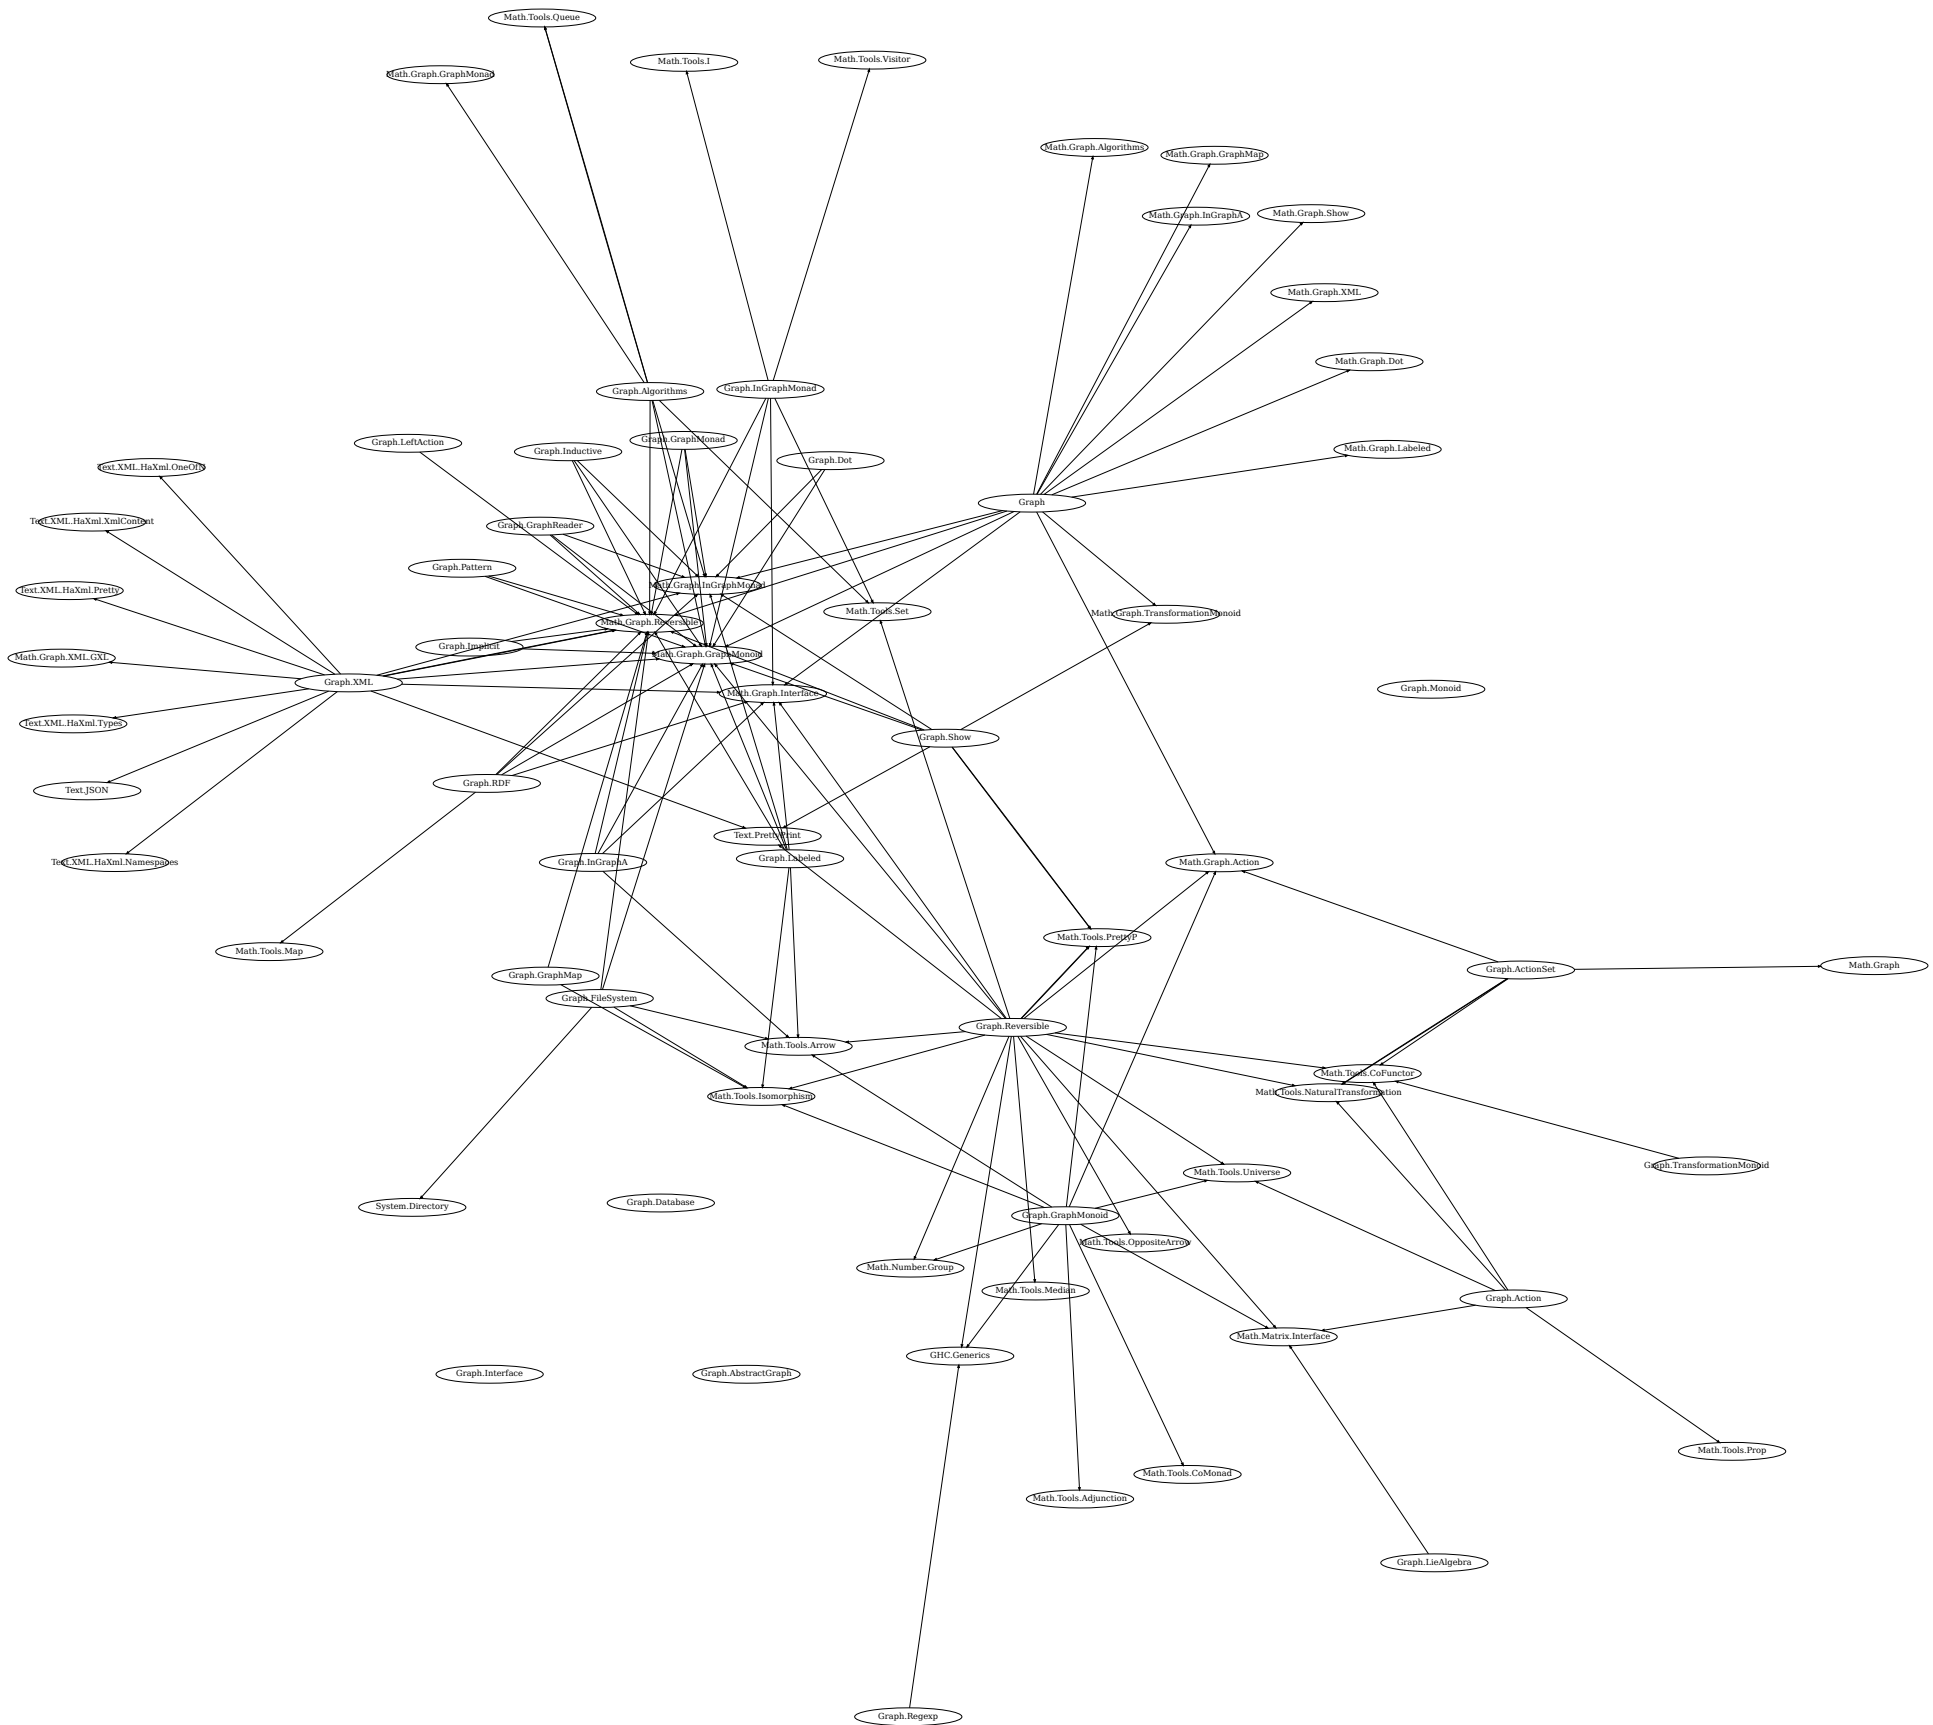 Math.Tools.Queue
Math.Tools.I
Math.Tools.Visitor
Math.Graph.GraphMonad
Math.Graph.Algorithms
Math.Graph.GraphMap
Math.Graph.InGraphA
Math.Graph.Show
Math.Graph.XML
Math.Graph.Dot
Graph.Algorithms
Graph.InGraphMonad
Graph.LeftAction
Graph.GraphMonad
Graph.Inductive
Math.Graph.Labeled
Graph.Dot
Text.XML.HaXml.OneOfN
Graph
Text.XML.HaXml.XmlContent
Graph.GraphReader
Graph.Pattern
Math.Graph.InGraphMonad
Text.XML.HaXml.Pretty
Math.Tools.Set
Math.Graph.TransformationMonoid
Math.Graph.Reversible
Graph.Implicit
Math.Graph.GraphMonoid
Math.Graph.XML.GXL
Graph.XML
Graph.Monoid
Math.Graph.Interface
Text.XML.HaXml.Types
Graph.Show
Graph.RDF
Text.JSON
Text.PrettyPrint
Graph.Labeled
Text.XML.HaXml.Namespaces
Graph.InGraphA
Math.Graph.Action
Math.Tools.PrettyP
Math.Tools.Map
Math.Graph
Graph.ActionSet
Graph.GraphMap
Graph.FileSystem
Graph.Reversible
Math.Tools.Arrow
Math.Tools.CoFunctor
Math.Tools.NaturalTransformation
Math.Tools.Isomorphism
Graph.TransformationMonoid
Math.Tools.Universe
Graph.Database
System.Directory
Graph.GraphMonoid
Math.Tools.OppositeArrow
Math.Number.Group
Math.Tools.Median
Graph.Action
Math.Matrix.Interface
GHC.Generics
Graph.Interface
Graph.AbstractGraph
Math.Tools.Prop
Math.Tools.CoMonad
Math.Tools.Adjunction
Graph.LieAlgebra
Graph.Regexp